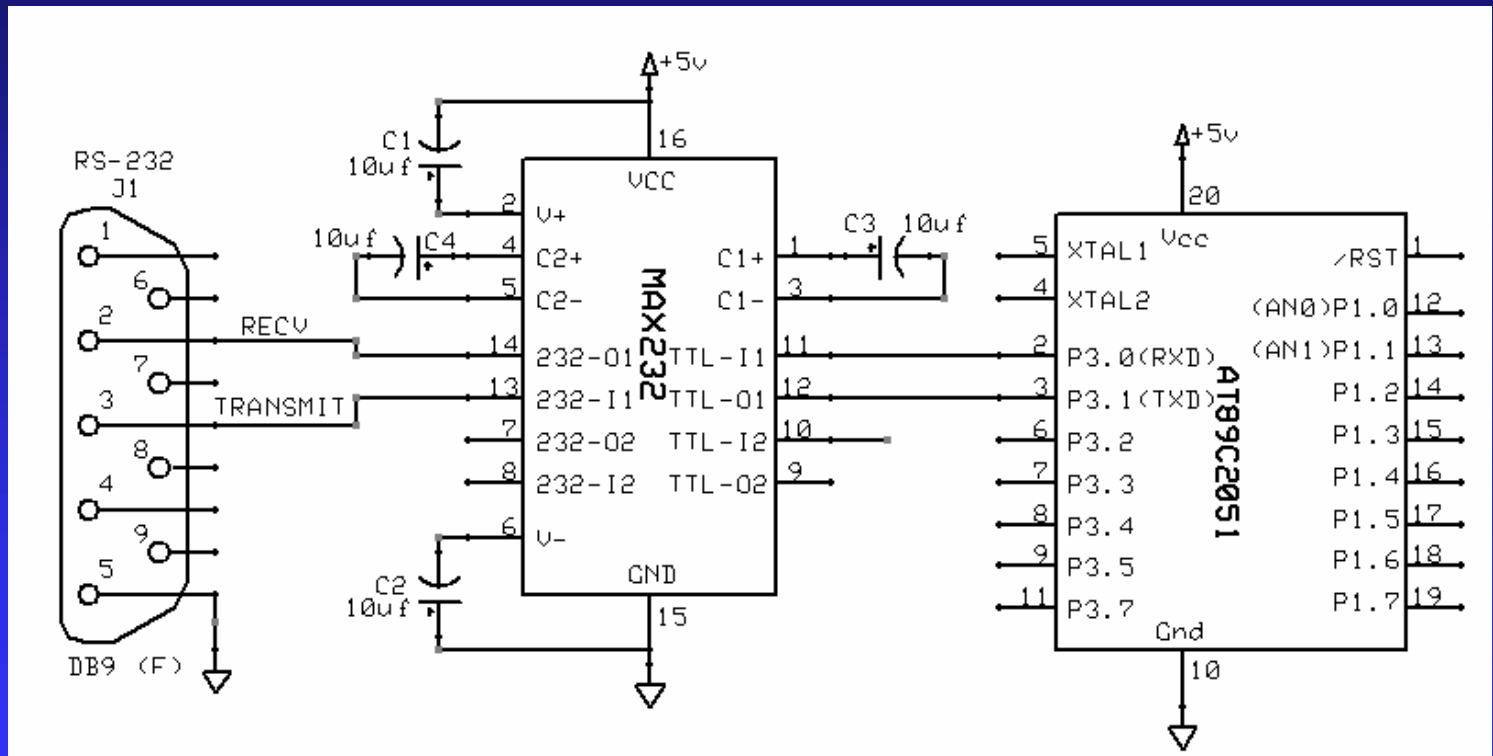 RS-232
J1
1
6
2
7
3
8
4
9
5
DB9 (F)
RECV
TRANSMIT
+5v
C1
10uf
10uf
C4
C2
10uf
C3
10uf
16
VCC
2
V+
4
C2+
5
C2-
14
232-O1
13
232-I1
7
232-O2
8
232-I2
6
V-
MAX232
C1+
1
C1-
3
TTL-I1
11
TTL-O1
12
TTL-I2
10
TTL-O2
9
GND
15
+5v
20
Vcc
5
XTAL1
4
XTAL2
2
P3.0(RXD)
3
P3.1(TXD)
6
P3.2
7
P3.3
8
P3.4
9
P3.5
11
P3.7
AT89C2051
/RST
1
(AN0)P1.0
12
(AN1)P1.1
13
P1.2
14
P1.3
15
P1.4
16
P1.5
17
P1.6
18
P1.7
19
Gnd
10